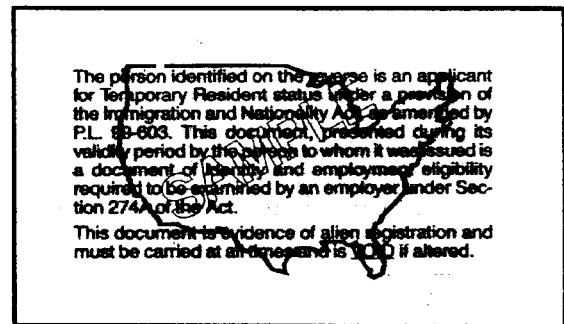 The person identified on the reverse is an applicant
for Temporary Resident status under a provision of
the Immigration and Nationality Act, as amended by
P.L. 99-603. This document, presented during its
validity period by the person to whom it was issued is
a document of identity and employment eligibility
required to be examined by an employer under Sec-
tion 274A of the Act.
This document is evidence of alien registration and
must be carried at all times and is VOID if altered.
SAMPLE